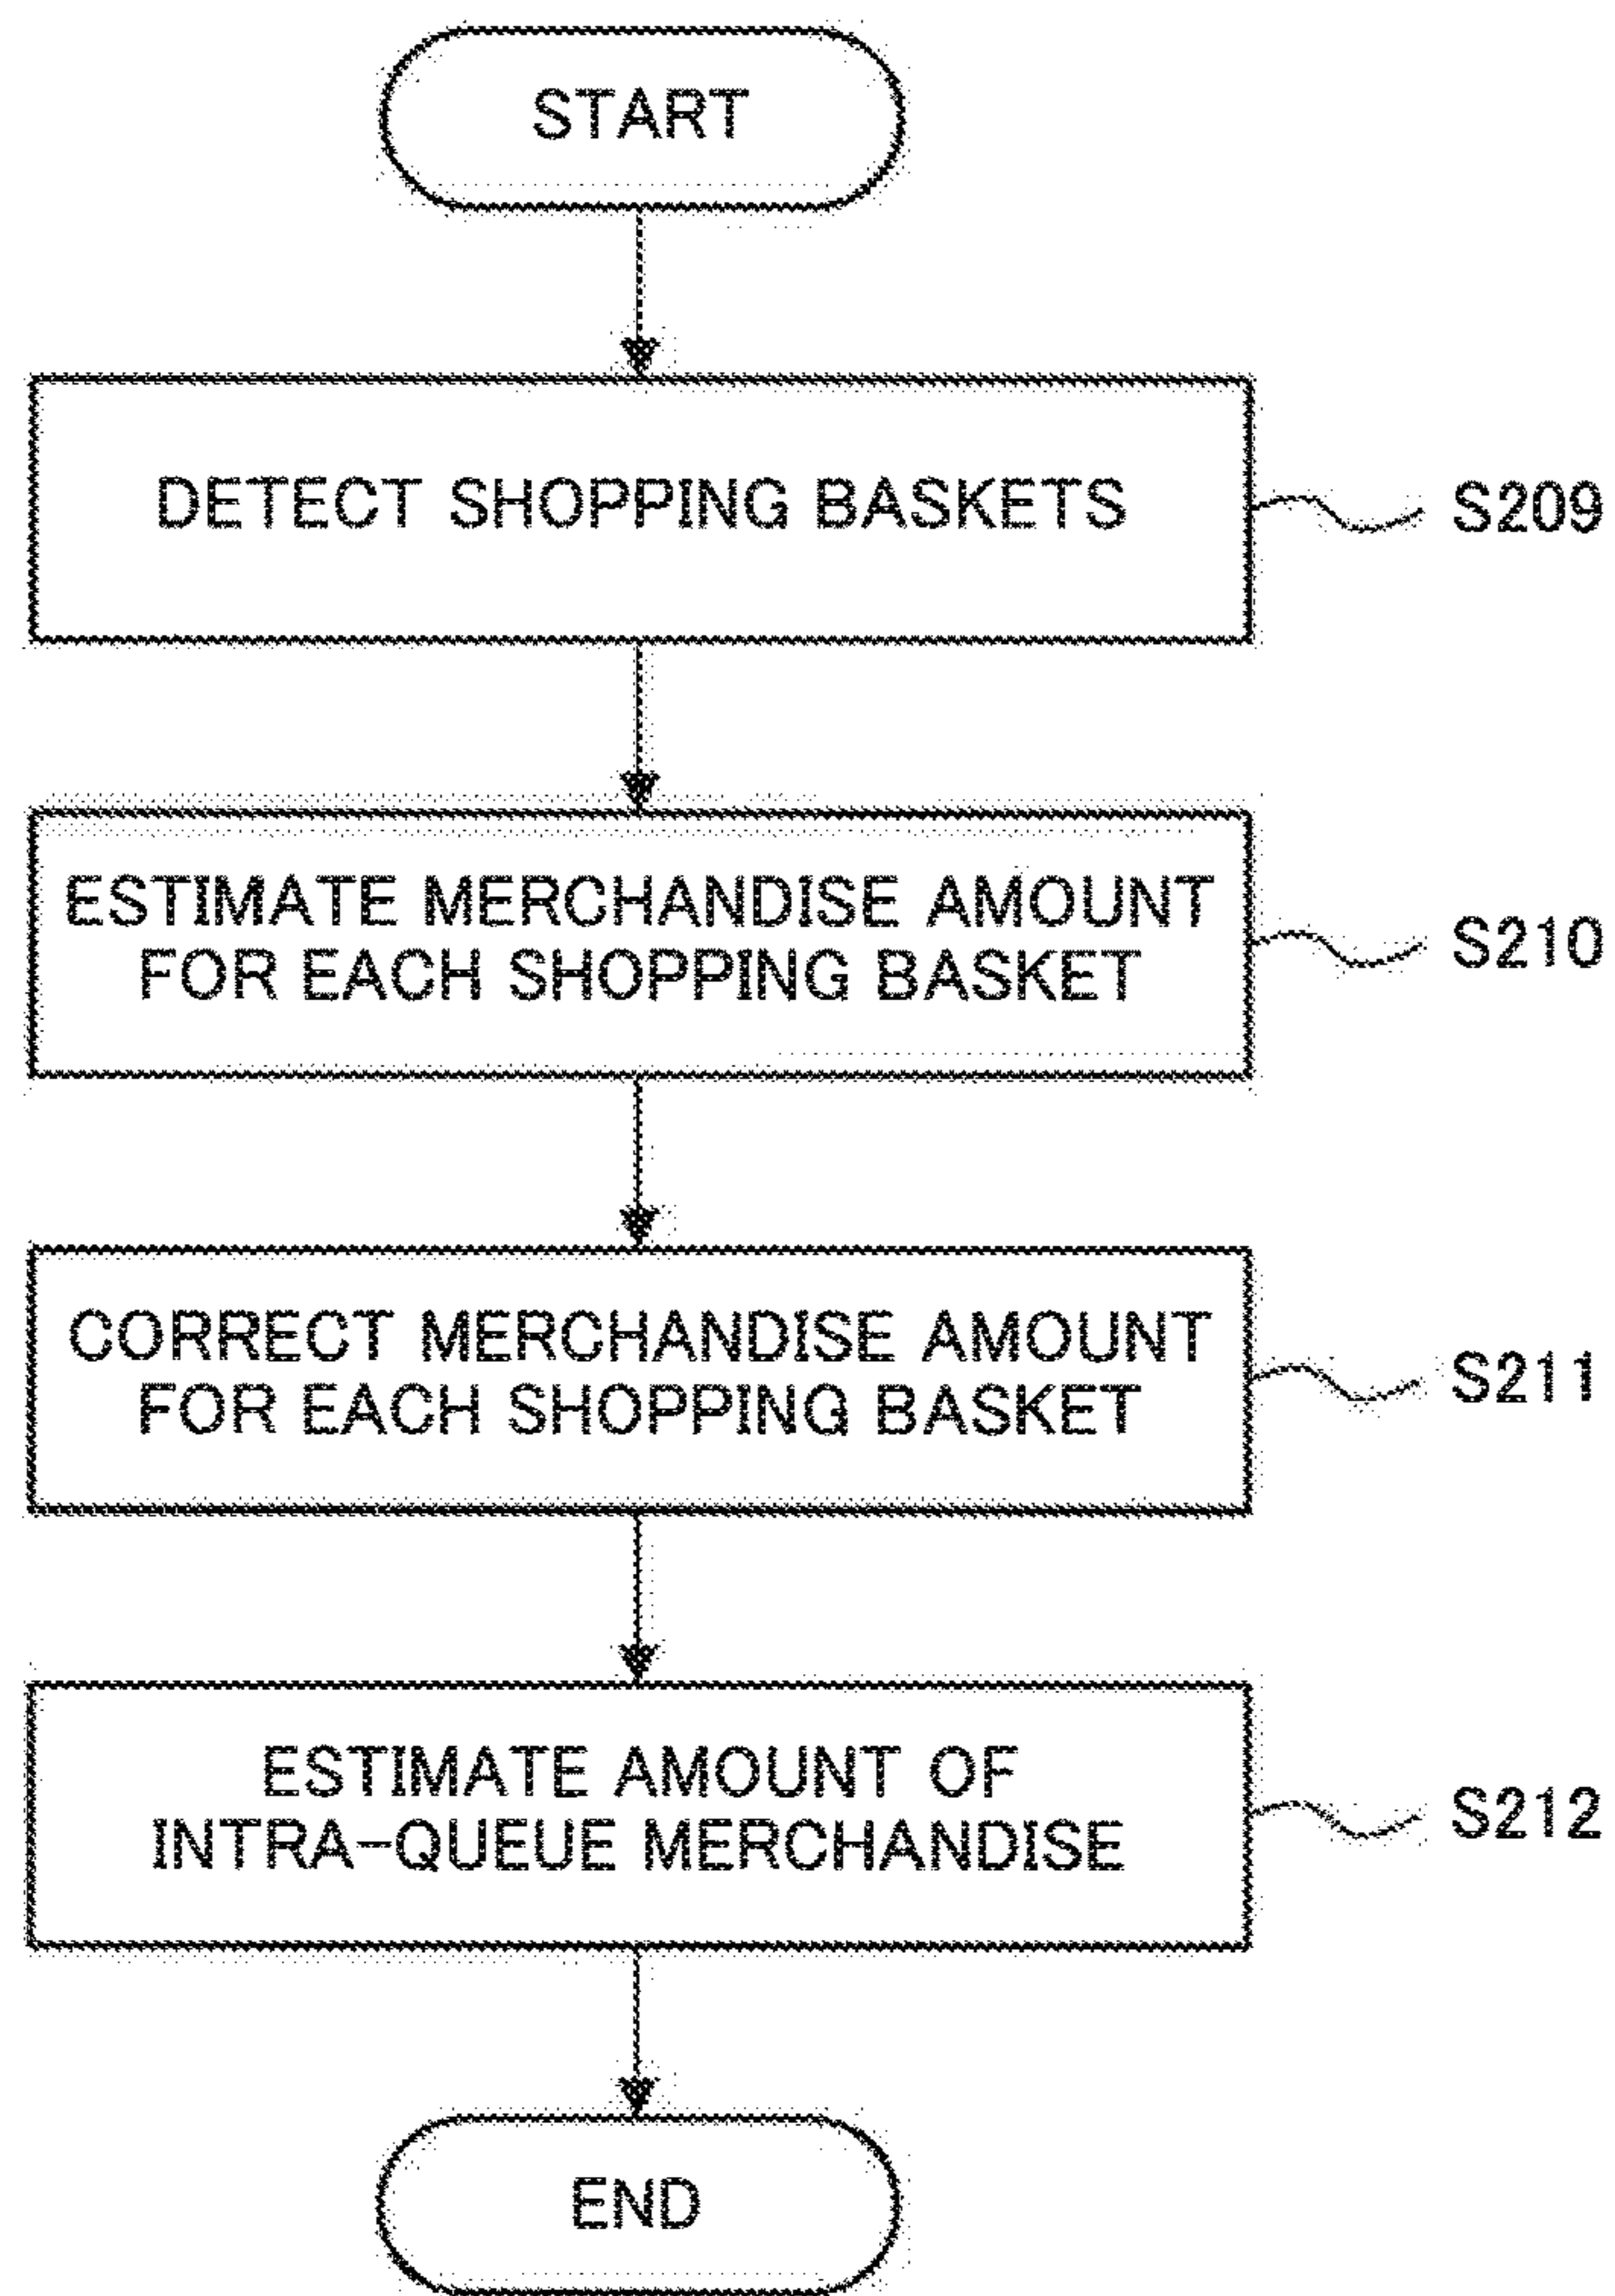 START
DETECT SHOPPING BASKETS
S209
ESTIMATE MERCHANDISE AMOUNT
FOR EACH SHOPPING BASKET
S210
CORRECT MERCHANDISE AMOUNT
FOR EACH SHOPPING BASKET
S211
ESTIMATE AMOUNT OF
INTRA-QUEUE MERCHANDISE
S212
END